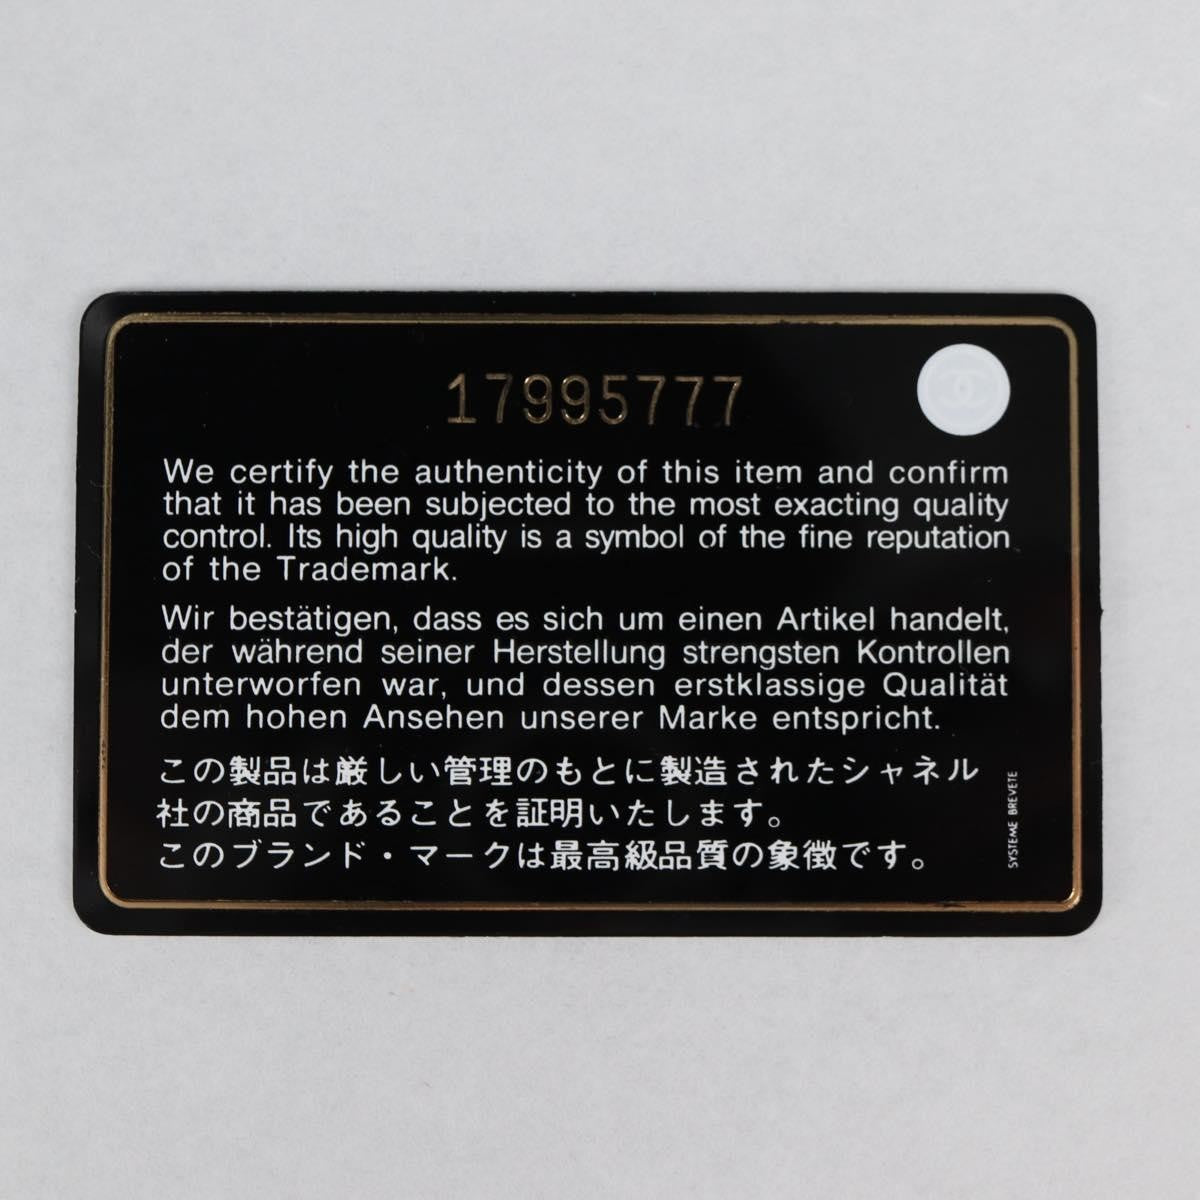 17995777
We certify the authenticity of this item and confirm
that it has been subjected to the most exacting quality
control. Its high quality is a symbol of the fine reputation
of the Trademark.
Wir bestätigen, dass es sich um einen Artikel handelt,
der während seiner Herstellung strengsten Kontrollen
unterworfen war, und dessen erstklassige Qualität
dem hohen Ansehen unserer Marke entspricht.
この製品は厳しい管理のもとに製造されたシャネル
社の商品であることを証明いたします。
このブランド・マークは最高級品質の象徴です。
SYSTEME BREVETE